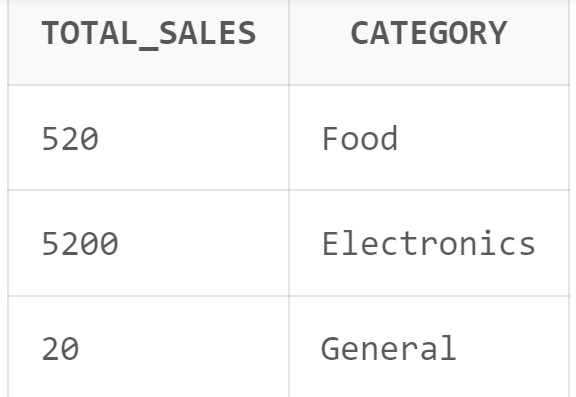 TOTAL_SALES CATEGORY
520 Food
5200 Electronics
20 General